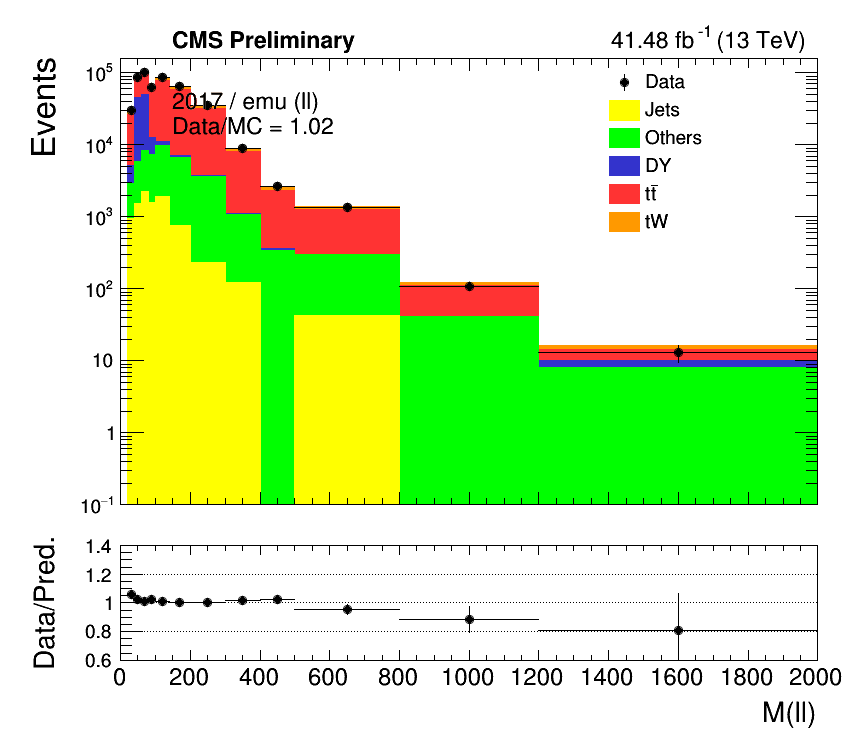 CMS Preliminary
41.48 fb⁻¹ (13 TeV)
Events
10⁵
10⁴
10³
10²
10
1
10⁻¹
2017 / emu (ll)
Data/MC = 1.02
Data
Jets
Others
DY
tt̄
tW
Data/Pred.
1.4
1.2
1
0.8
0.6
0 200 400 600 800 1000 1200 1400 1600 1800 2000
M(ll)